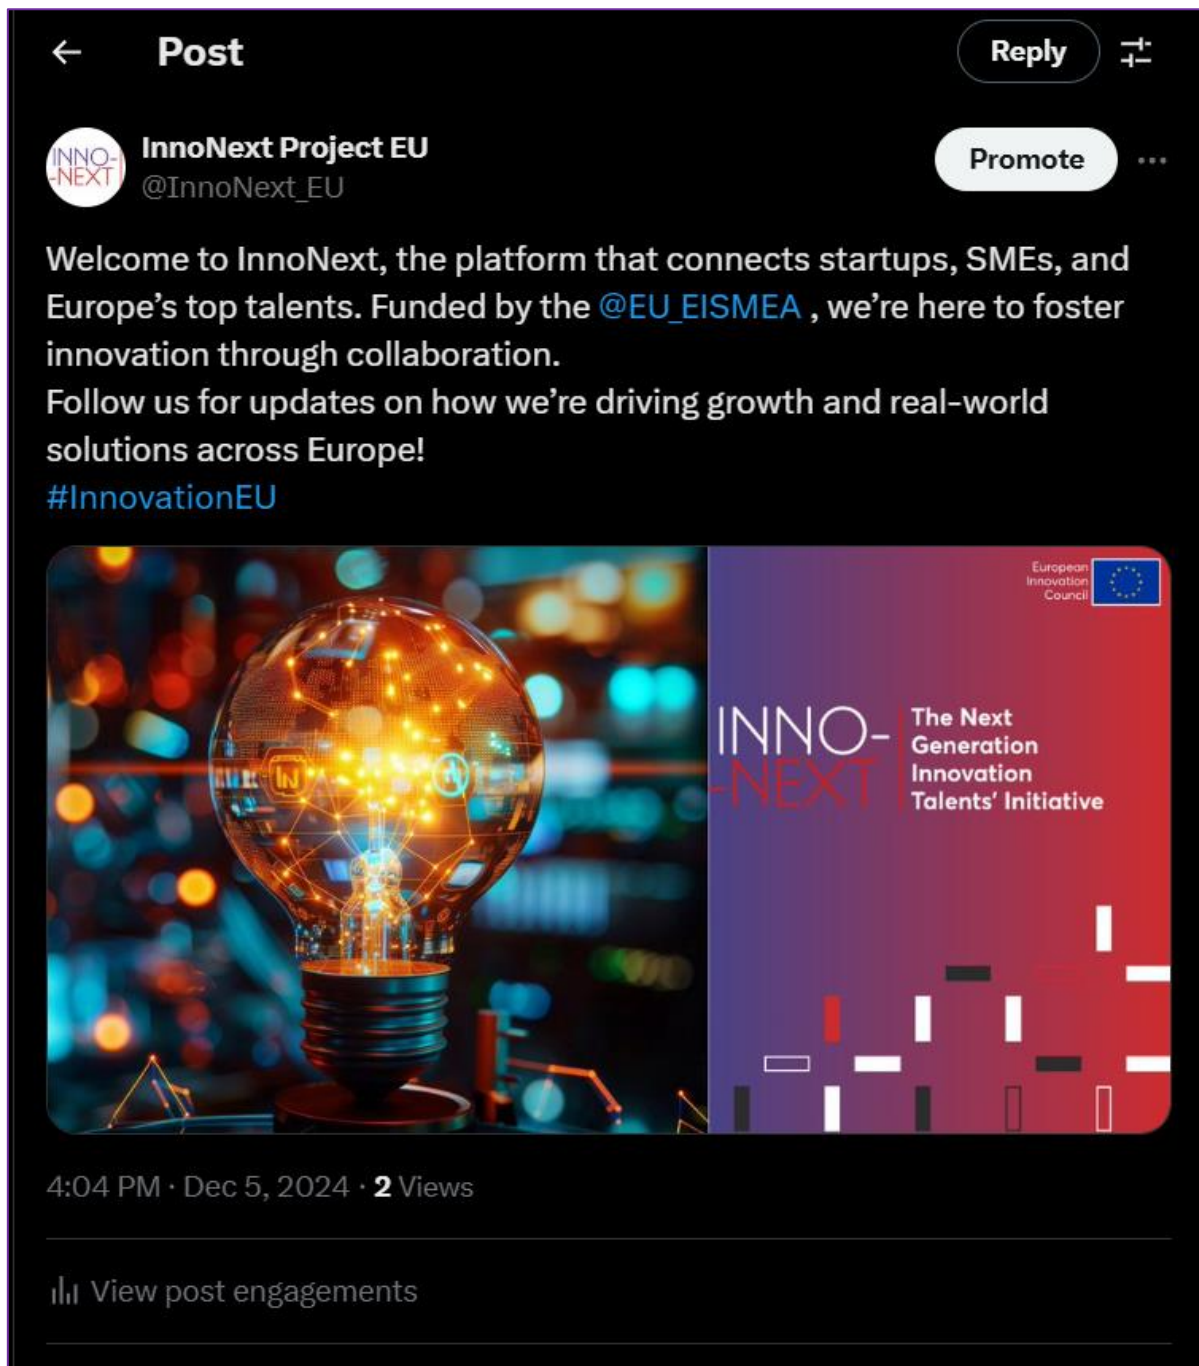 Post
Reply
INNO-
-NEXT
InnoNext Project EU
@InnoNext_EU
Promote
Welcome to InnoNext, the platform that connects startups, SMEs, and
Europe’s top talents. Funded by the @EU_EISMEA , we’re here to foster
innovation through collaboration.
Follow us for updates on how we’re driving growth and real-world
solutions across Europe!
#InnovationEU
European
Innovation
Council
INNO-
-NEXT
The Next
Generation
Innovation
Talents’ Initiative
4:04 PM · Dec 5, 2024 · 2 Views
View post engagements